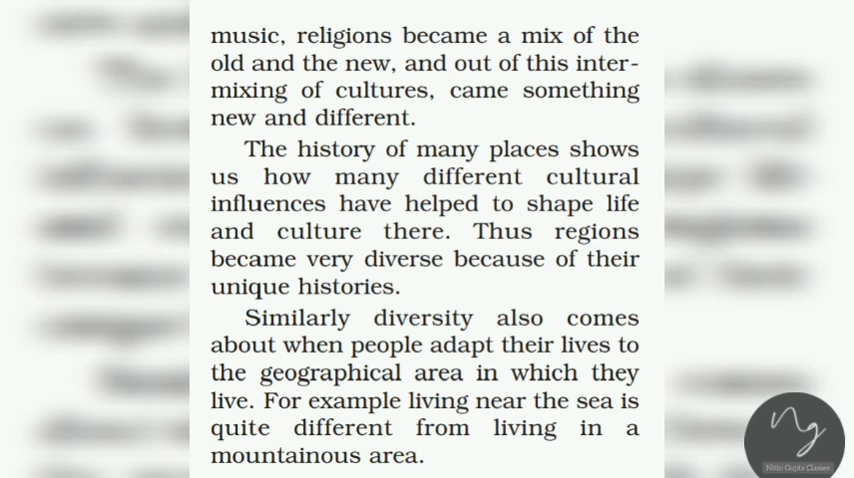 music, religions became a mix of the
old and the new, and out of this inter-
mixing of cultures, came something
new and different.
The history of many places shows
us how many different cultural
influences have helped to shape life
and culture there. Thus regions
became very diverse because of their
unique histories.
Similarly diversity also comes
about when people adapt their lives to
the geographical area in which they
live. For example living near the sea is
quite different from living in a
mountainous area.
ng
Nitin Gupta Classes